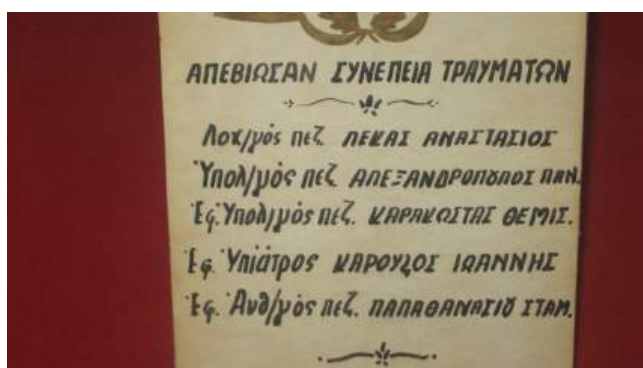 ΑΠΕΒΙΩΣΑΝ ΣΥΝΕΠΕΙΑ ΤΡΑΥΜΑΤΩΝ
Λοχ/γός πεζ. ΛΕΚΑΣ ΑΝΑΣΤΑΣΙΟΣ
Ὑπολ/γός πεζ. ΑΛΕΞΑΝΔΡΟΠΟΥΛΟΣ ΠΑΝ.
Ἐφ. Ὑπολ/γός πεζ. ΚΑΡΑΚΩΣΤΑΣ ΘΕΜΙΣ.
Ἐφ. Ὑπίατρος ΚΑΡΟΥΖΟΣ ΙΩΑΝΝΗΣ
Ἐφ. Ἀνθ/γός πεζ. ΠΑΠΑΘΑΝΑΣΙΟΥ ΣΤΑΜ.